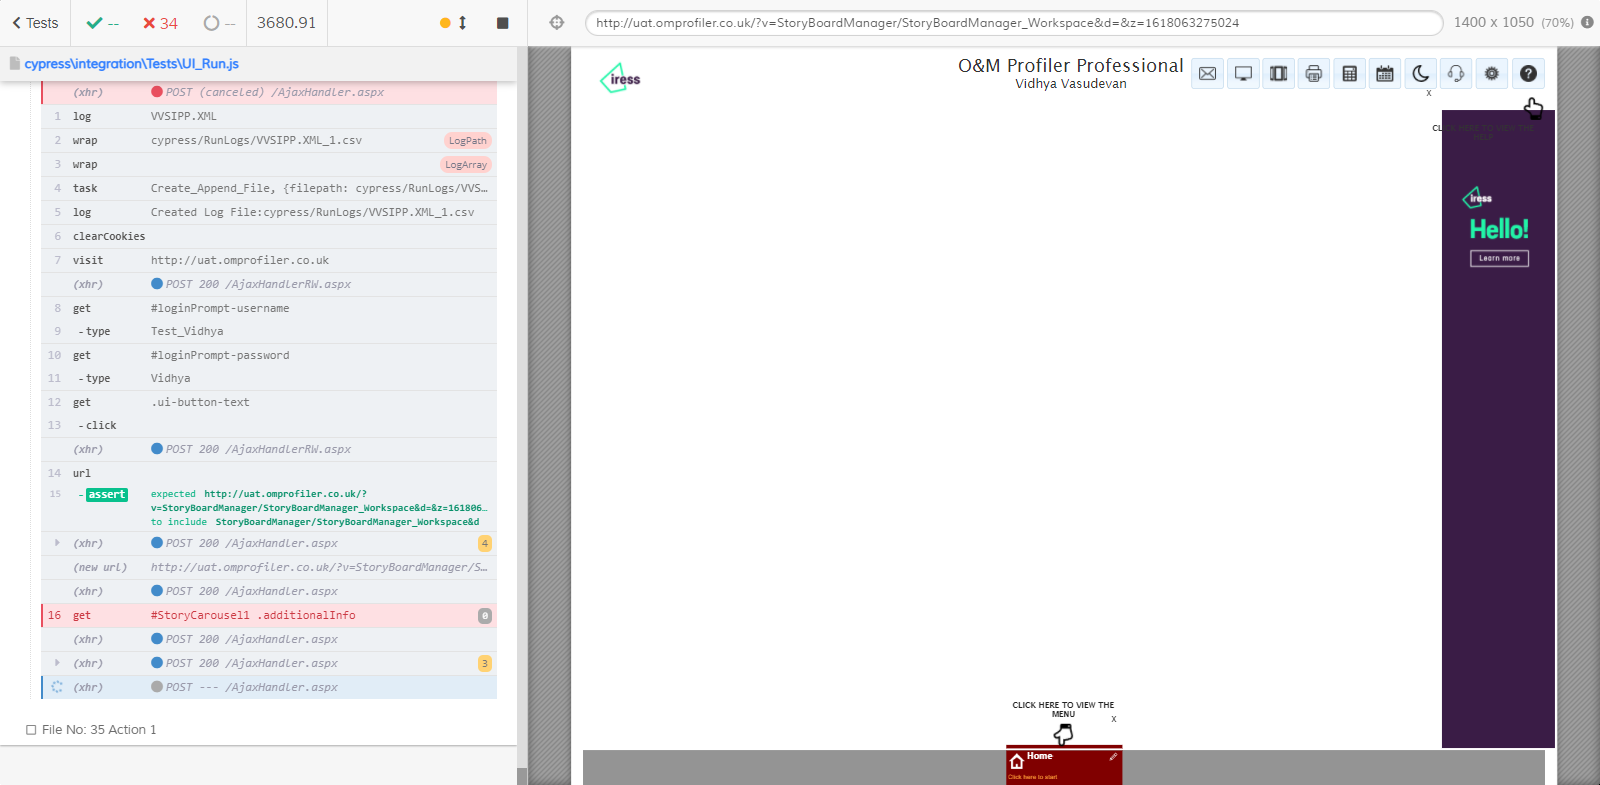 Tests
--
34
--
3680.91
http://uat.omprofiler.co.uk/?v=StoryBoardManager/StoryBoardManager_Workspace&d=&z=1618063275024
1400 x 1050 (70%)
cypress\integration\Tests\UI_Run.js
(xhr) POST (canceled) /AjaxHandler.aspx
1 log VVSIPP.XML
2 wrap cypress/RunLogs/VVSIPP.XML_1.csv LogPath
3 wrap LogArray
4 task Create_Append_File, {filepath: cypress/RunLogs/VVS…
5 log Created Log File:cypress/RunLogs/VVSIPP.XML_1.csv
6 clearCookies
7 visit http://uat.omprofiler.co.uk
(xhr) POST 200 /AjaxHandlerRW.aspx
8 get #loginPrompt-username
9 -type Test_Vidhya
10 get #loginPrompt-password
11 -type Vidhya
12 get .ui-button-text
13 -click
(xhr) POST 200 /AjaxHandlerRW.aspx
14 url
15 -assert expected http://uat.omprofiler.co.uk/?
v=StoryBoardManager/StoryBoardManager_Workspace&d=&z=161806…
to include StoryBoardManager/StoryBoardManager_Workspace&d
(xhr) POST 200 /AjaxHandler.aspx 4
(new url) http://uat.omprofiler.co.uk/?v=StoryBoardManager/S…
(xhr) POST 200 /AjaxHandler.aspx
16 get #StoryCarousel1 .additionalInfo 0
(xhr) POST 200 /AjaxHandler.aspx
(xhr) POST 200 /AjaxHandler.aspx 3
(xhr) POST --- /AjaxHandler.aspx
File No: 35 Action 1
iress
O&M Profiler Professional
Vidhya Vasudevan
x
CLICK HERE TO VIEW THE
HELP
iress
Hello!
Learn more
CLICK HERE TO VIEW THE
MENU
x
Home
Click here to start